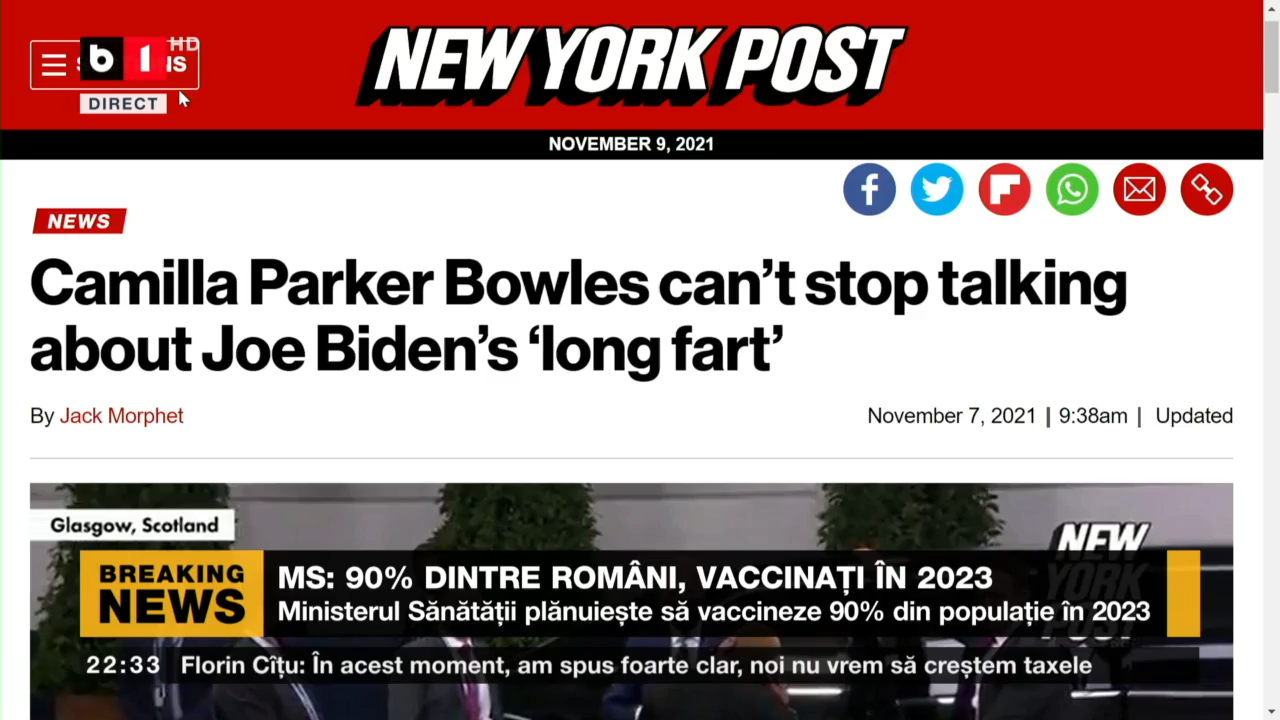 b1 HD
DIRECT
NEW YORK POST
NOVEMBER 9, 2021
NEWS
Camilla Parker Bowles can't stop talking
about Joe Biden's 'long fart'
By Jack Morphet
November 7, 2021 | 9:38am | Updated
Glasgow, Scotland
NEW
YORK
POST
BREAKING
NEWS
MS: 90% DINTRE ROMÂNI, VACCINAȚI ÎN 2023
Ministerul Sănătății plănuiește să vaccineze 90% din populație în 2023
22:33 Florin Cîțu: În acest moment, am spus foarte clar, noi nu vrem să creștem taxele